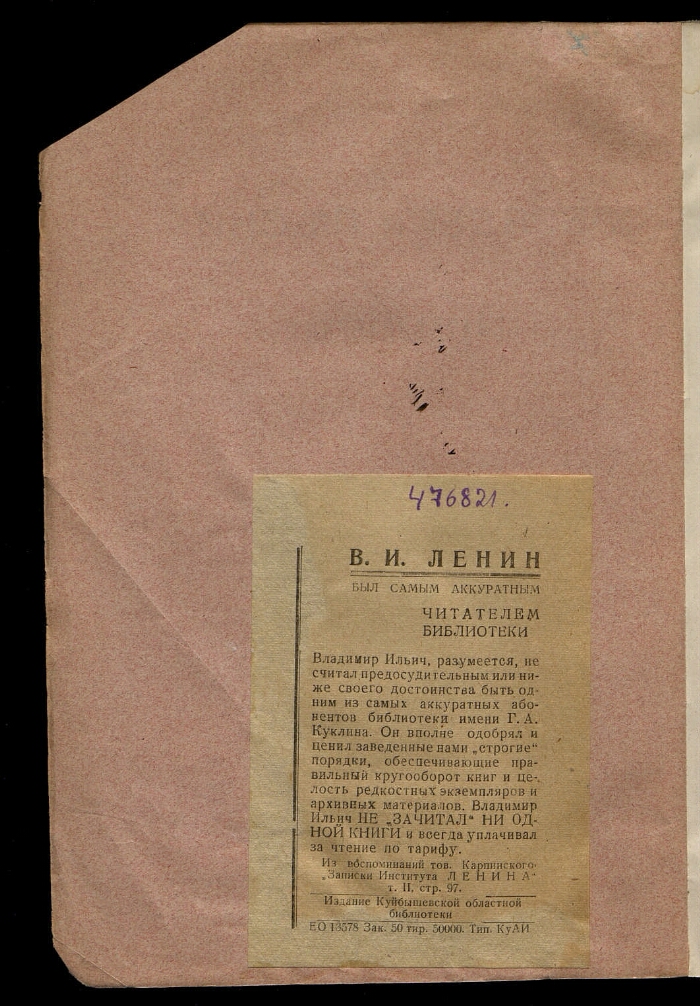 476821.
В. И. ЛЕНИН
БЫЛ САМЫМ АККУРАТНЫМ
ЧИТАТЕЛЕМ
БИБЛИОТЕКИ
Владимир Ильич, разумеется, не
считал предосудительным или ни-
же своего достоинства быть од-
ним из самых аккуратных або-
нентов библиотеки имени Г. А.
Куклина. Он вполне одобрял и
ценил заведенные нами „строгие"
порядки, обеспечивающие пра-
вильный кругооборот книг и це-
лость редкостных экземпляров и
архивных материалов. Владимир
Ильич НЕ „ЗАЧИТАЛ" НИ ОД-
НОЙ КНИГИ и всегда уплачивал
за чтение по тарифу.
Из воспоминаний тов. Карпинского
„Записки Института ЛЕНИНА"
т. II, стр. 97.
Издание Куйбышевской областной
библиотеки
ЕО 13578 Зак. 50 тир. 50000. Тип. КуАИ